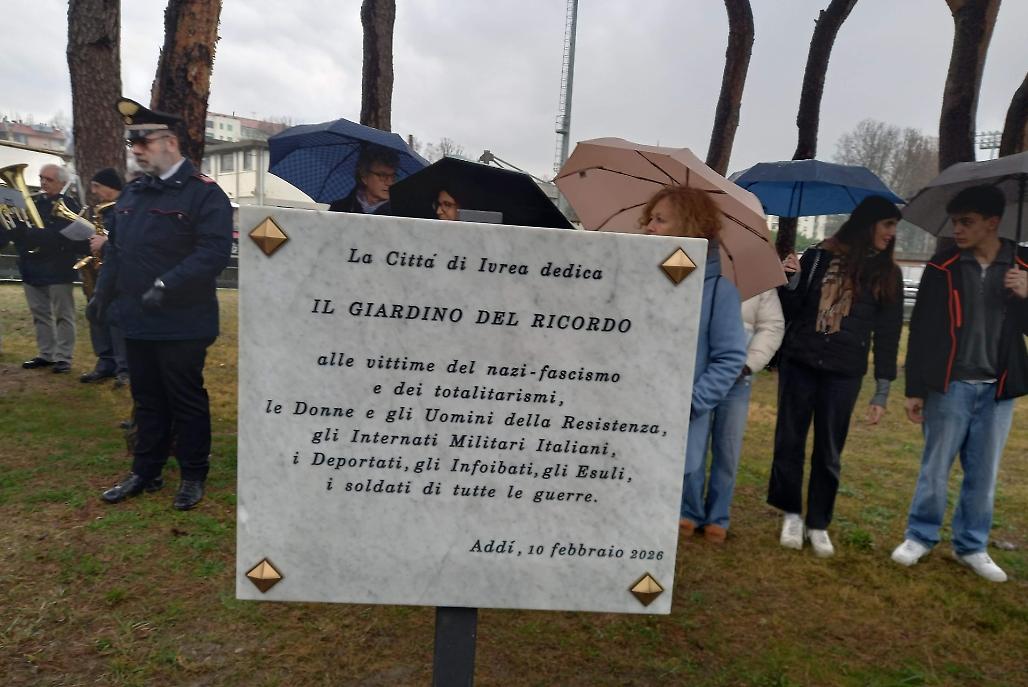 La Cittá di Ivrea dedica
IL GIARDINO DEL RICORDO
alle vittime del nazi-fascismo
e dei totalitarismi,
le Donne e gli Uomini della Resistenza,
gli Internati Militari Italiani,
i Deportati, gli Infoibati, gli Esuli,
i soldati di tutte le guerre.
Addí, 10 febbraio 2026